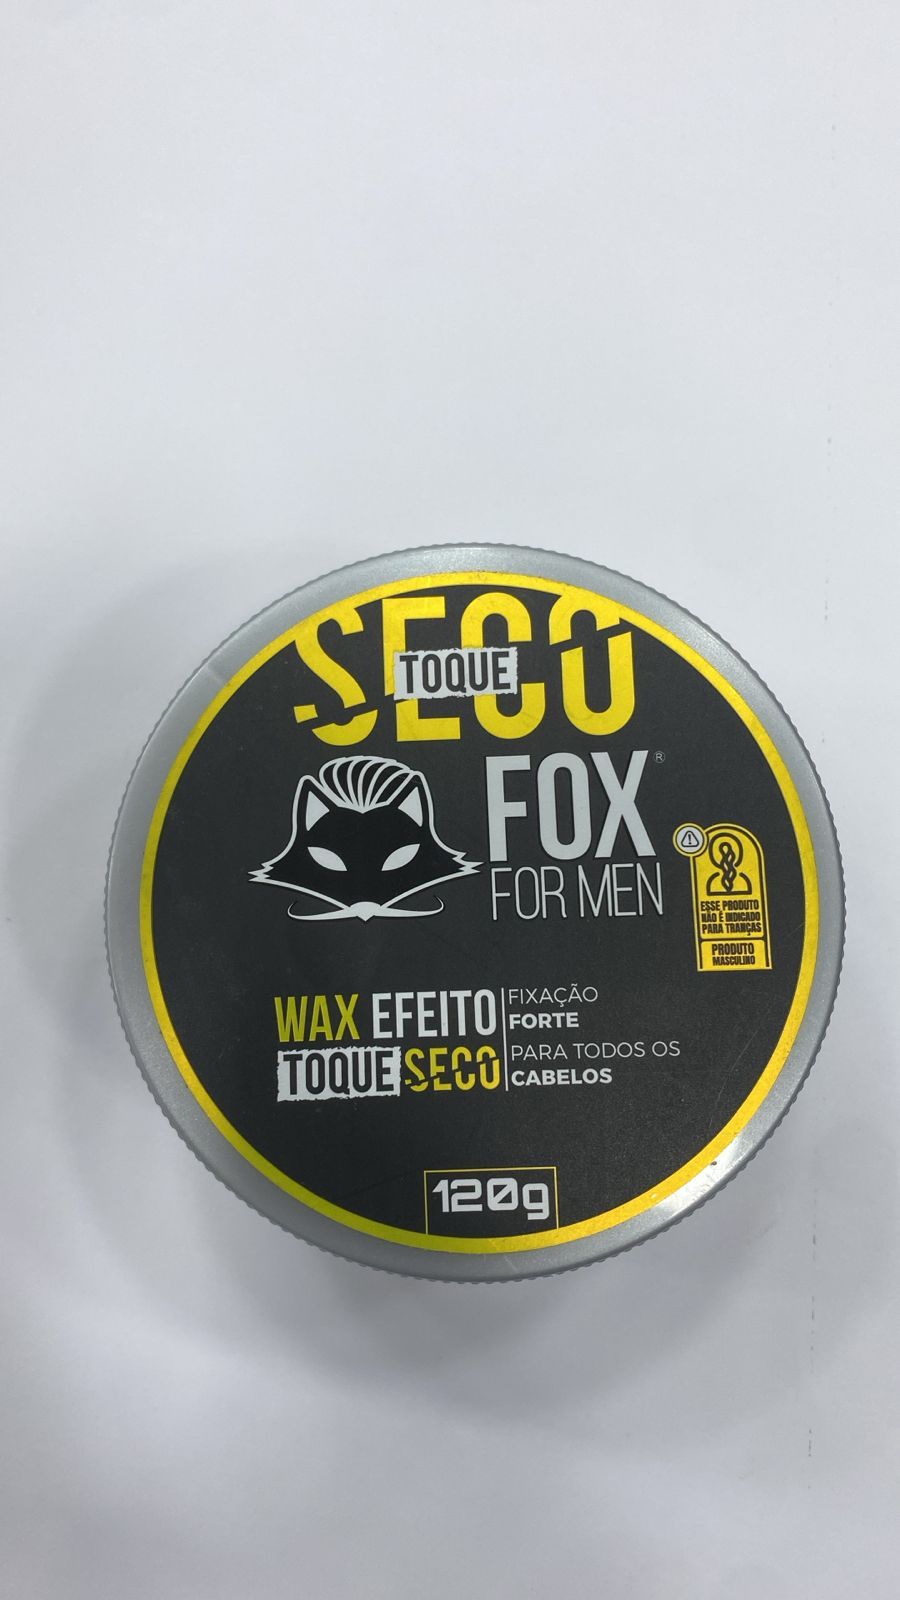 SECO
TOQUE
FOX®
FOR MEN
ESSE PRODUTO
NÃO É INDICADO
PARA TRANÇAS
PRODUTO
MASCULINO
WAX EFEITO
TOQUE SECO
FIXAÇÃO
FORTE
PARA TODOS OS
CABELOS
120g